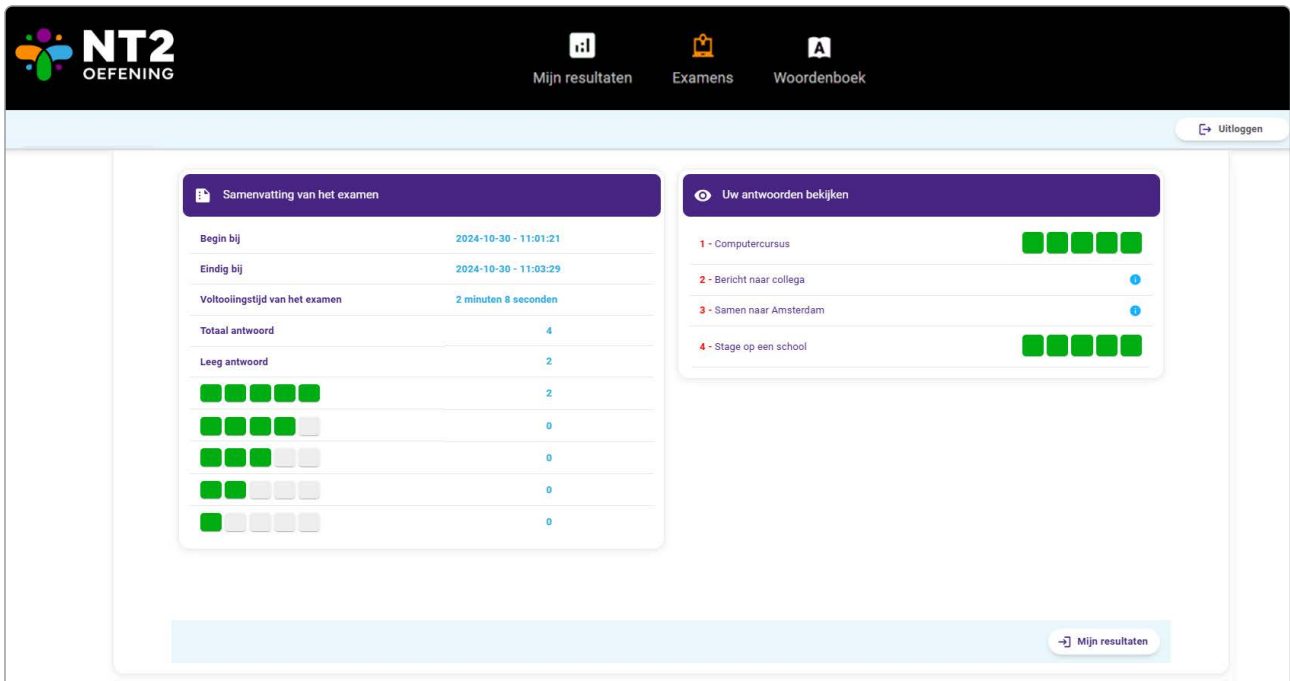 NT2
OEFENING
Mijn resultaten
Examens
A
Woordenboek
Uitloggen
Samenvatting van het examen
Begin bij 2024-10-30 - 11:01:21
Eindig bij 2024-10-30 - 11:03:29
Voltooiingstijd van het examen 2 minuten 8 seconden
Totaal antwoord 4
Leeg antwoord 2
2
0
0
0
0
Uw antwoorden bekijken
1 - Computercursus
2 - Bericht naar collega
3 - Samen naar Amsterdam
4 - Stage op een school
Mijn resultaten